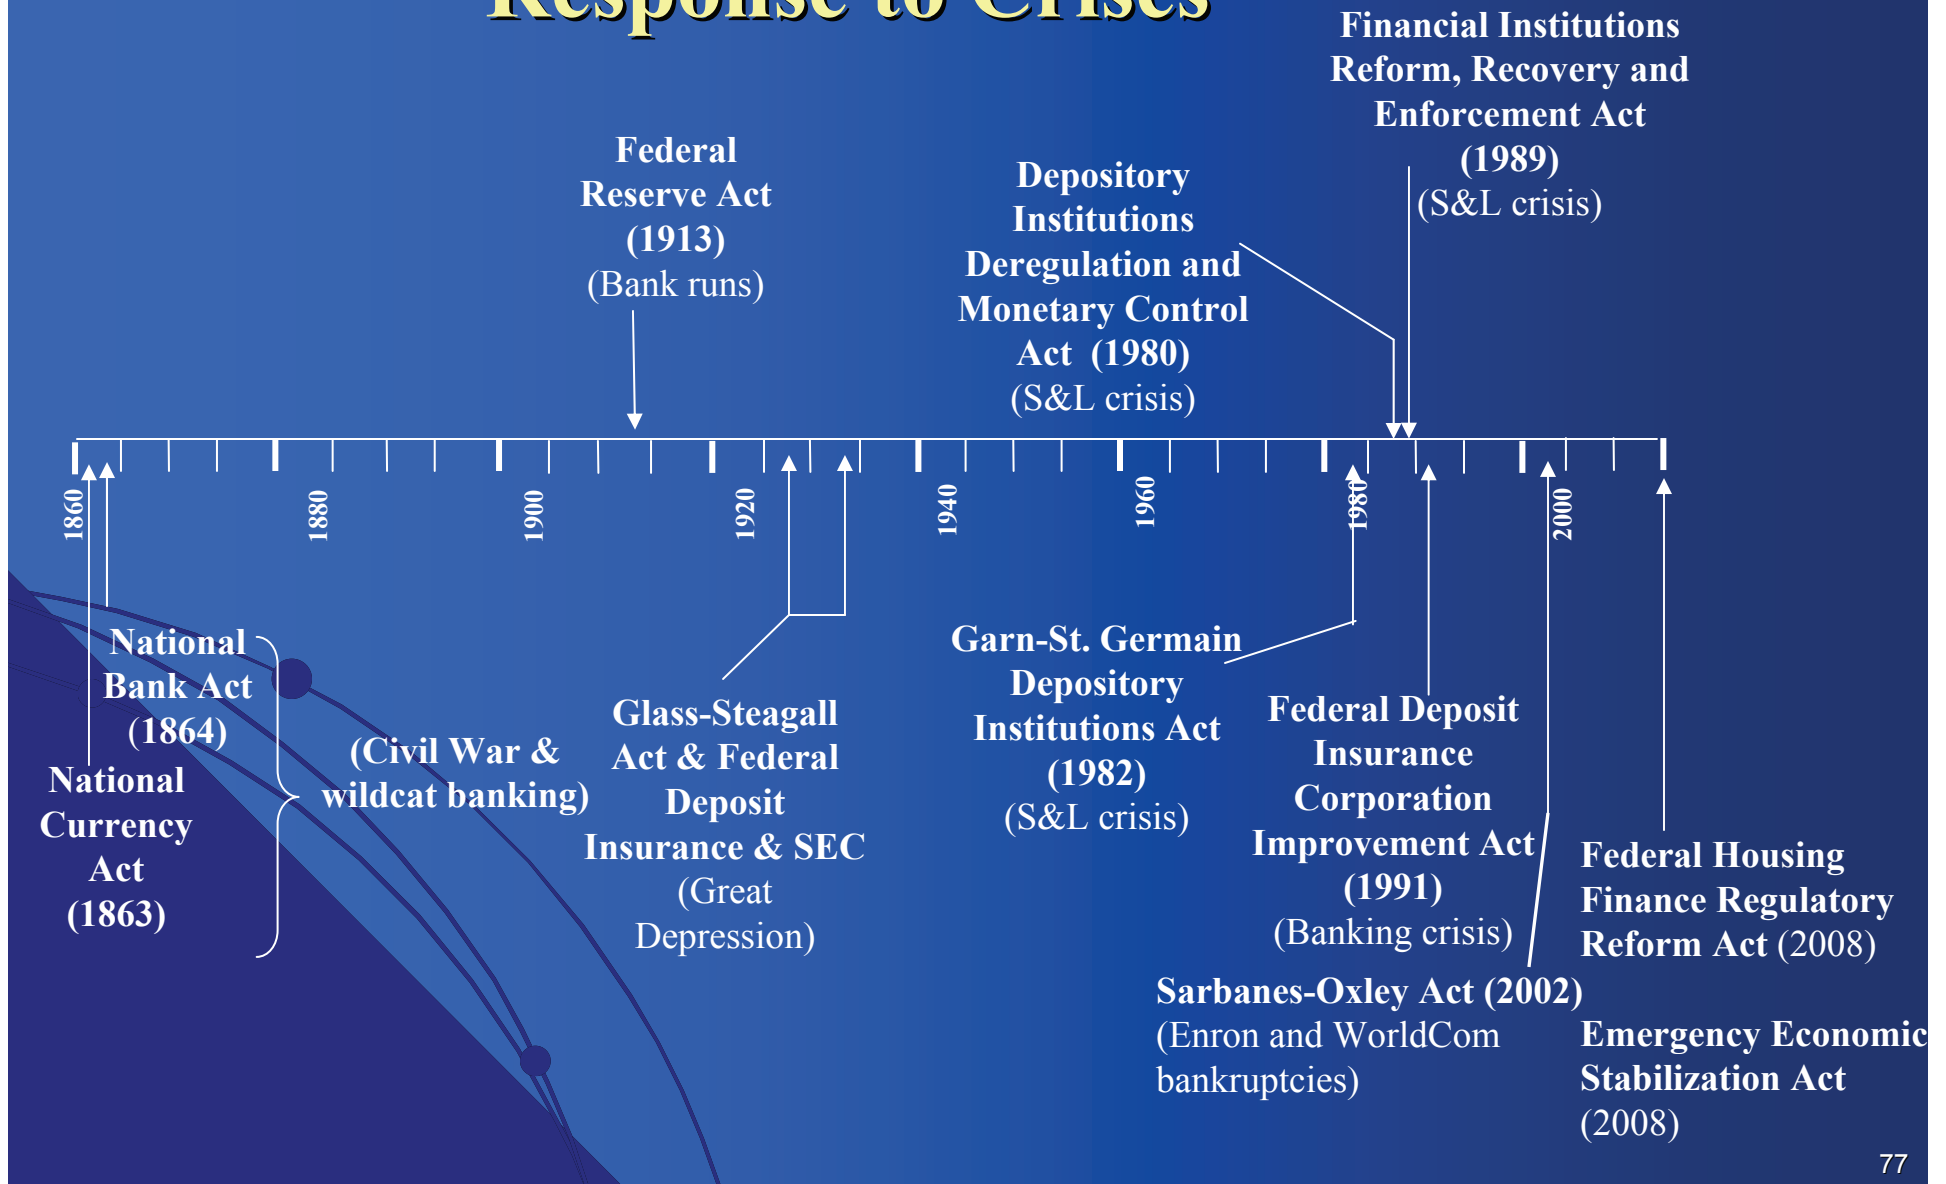 Response to Crises
Financial Institutions
Reform, Recovery and
Enforcement Act
(1989)
(S&L crisis)
Federal
Reserve Act
(1913)
(Bank runs)
Depository
Institutions
Deregulation and
Monetary Control
Act (1980)
(S&L crisis)
1860
1880
1900
1920
1940
1960
1980
2000
National
Bank Act
(1864)
National
Currency
Act
(1863)
(Civil War &
wildcat banking)
Glass-Steagall
Act & Federal
Deposit
Insurance & SEC
(Great
Depression)
Garn-St. Germain
Depository
Institutions Act
(1982)
(S&L crisis)
Federal Deposit
Insurance
Corporation
Improvement Act
(1991)
(Banking crisis)
Sarbanes-Oxley Act (2002)
(Enron and WorldCom
bankruptcies)
Federal Housing
Finance Regulatory
Reform Act (2008)
Emergency Economic
Stabilization Act
(2008)
77